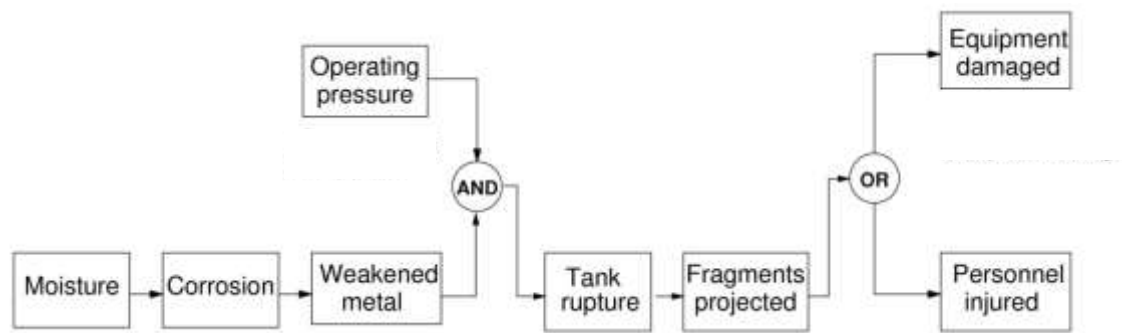 Equipment
damaged
Operating
pressure
AND
OR
Moisture
Corrosion
Weakened
metal
Tank
rupture
Fragments
projected
Personnel
injured